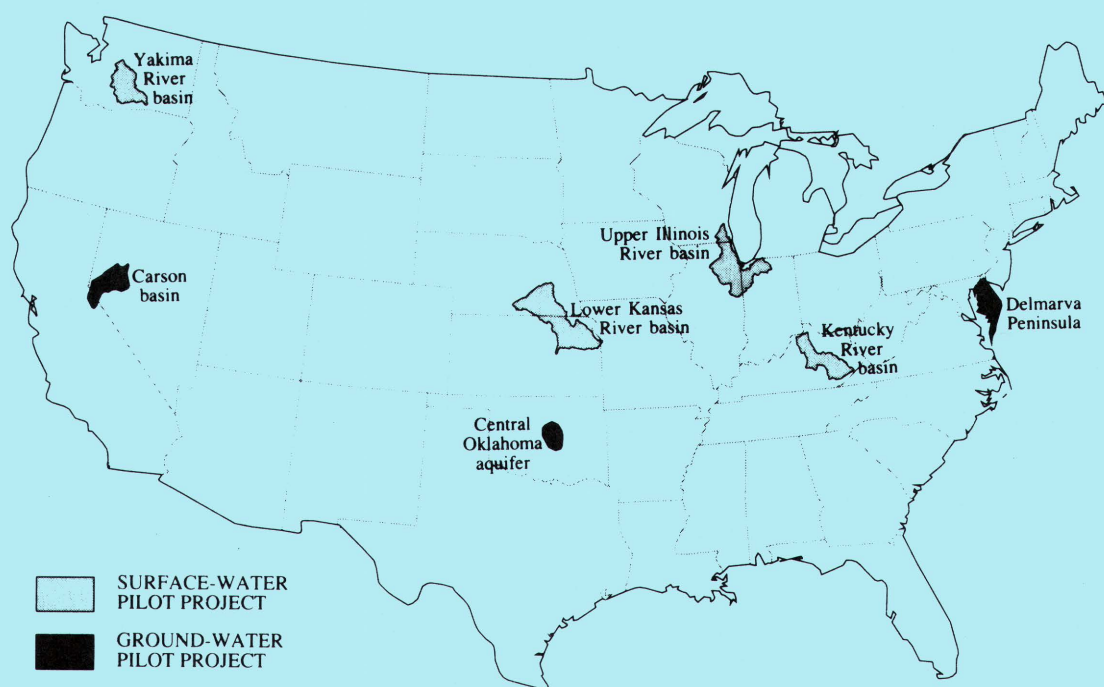 Yakima
River
basin
Upper Illinois
River basin
Carson
basin
Lower Kansas
River basin
Delmarva
Peninsula
Kentucky
River
basin
Central
Oklahoma
aquifer
SURFACE-WATER
PILOT PROJECT
GROUND-WATER
PILOT PROJECT